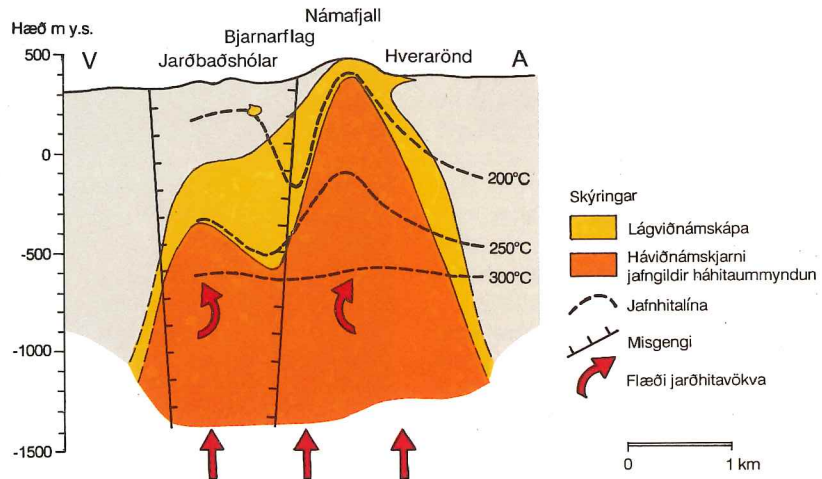 Hæð m y.s.
Námafjall
Bjarnarflag
V
Jarðbaðshólar
Hverarönd
A
500
0
-500
-1000
-1500
200°C
250°C
300°C
Skýringar
Lágviðnámskápa
Háviðnámskjarni
jafngildir háhitaummyndun
Jafnhitalína
Misgengi
Flæði jarðhitavökva
0
1 km